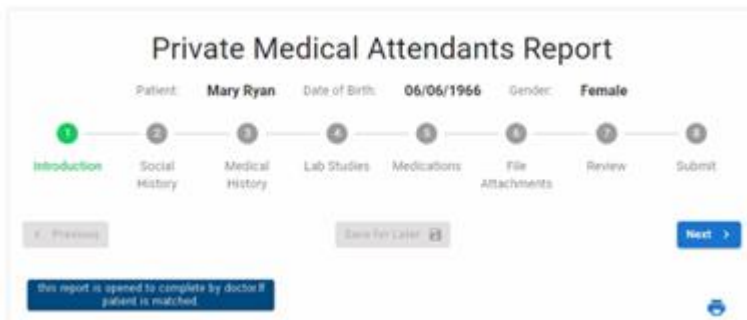 Private Medical Attendants Report
Patient: Mary Ryan Date of Birth: 06/06/1966 Gender: Female
1 2 3 4 5 6 7 8
Introduction Social History Medical History Lab Studies Medications File Attachments Review Submit
< Previous Save for Later Next >
this report is opened to complete by doctor.If
patient is matched.